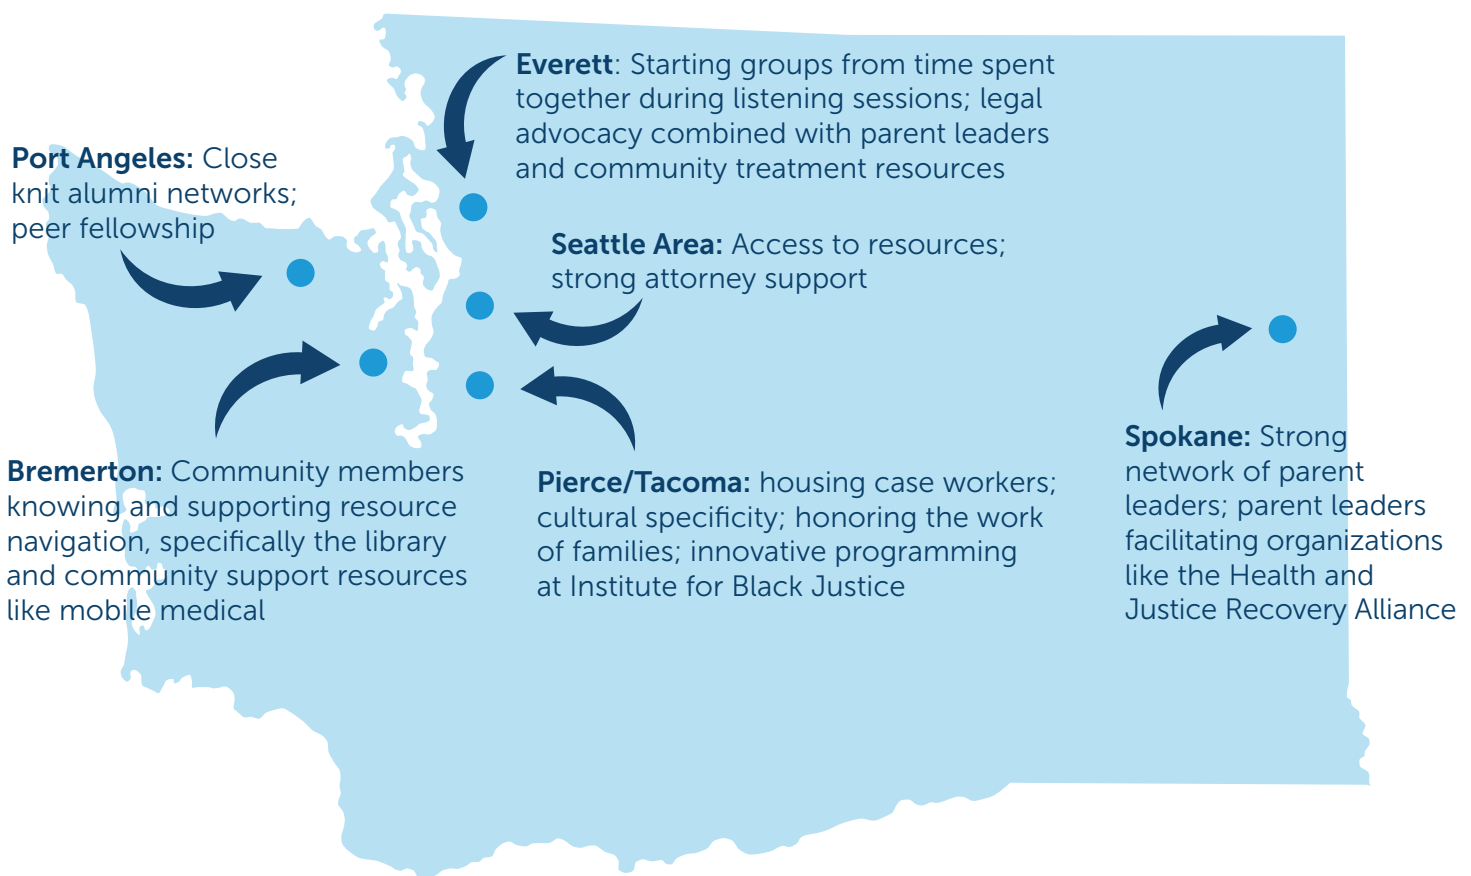 Everett: Starting groups from time spent
together during listening sessions; legal
advocacy combined with parent leaders
and community treatment resources
Port Angeles: Close
knit alumni networks;
peer fellowship
Seattle Area: Access to resources;
strong attorney support
Bremerton: Community members
knowing and supporting resource
navigation, specifically the library
and community support resources
like mobile medical
Pierce/Tacoma: housing case workers;
cultural specificity; honoring the work
of families; innovative programming
at Institute for Black Justice
Spokane: Strong
network of parent
leaders; parent leaders
facilitating organizations
like the Health and
Justice Recovery Alliance